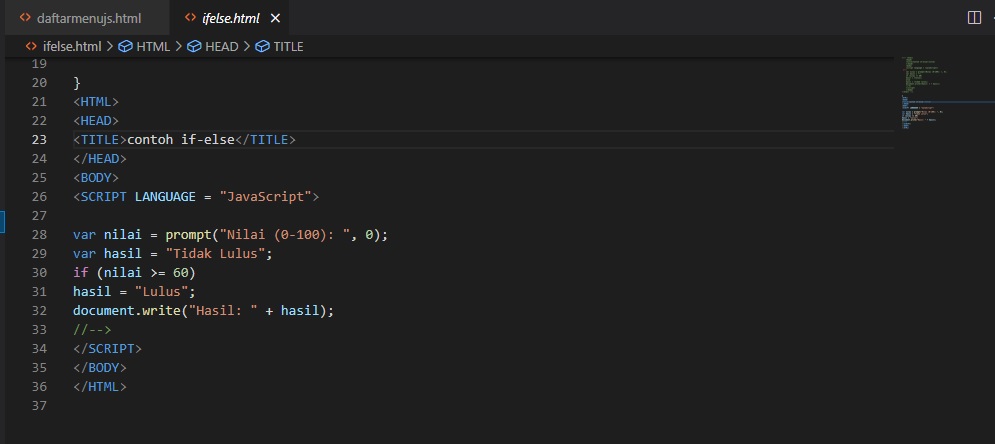 daftarmenujs.html
ifelse.html
ifelse.html > HTML > HEAD > TITLE
19
20 }
21 <HTML>
22 <HEAD>
23 <TITLE>contoh if-else</TITLE>
24 </HEAD>
25 <BODY>
26 <SCRIPT LANGUAGE = "JavaScript">
27
28 var nilai = prompt("Nilai (0-100): ", 0);
29 var hasil = "Tidak Lulus";
30 if (nilai >= 60)
31 hasil = "Lulus";
32 document.write("Hasil: " + hasil);
33 //-->
34 </SCRIPT>
35 </BODY>
36 </HTML>
37